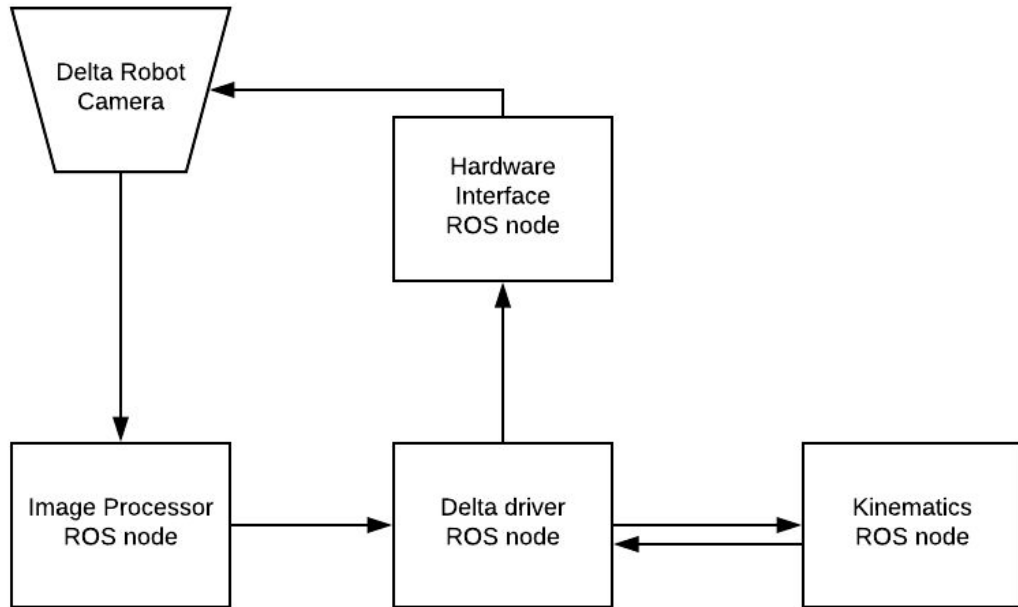 Delta Robot
Camera
Hardware
Interface
ROS node
Image Processor
ROS node
Delta driver
ROS node
Kinematics
ROS node